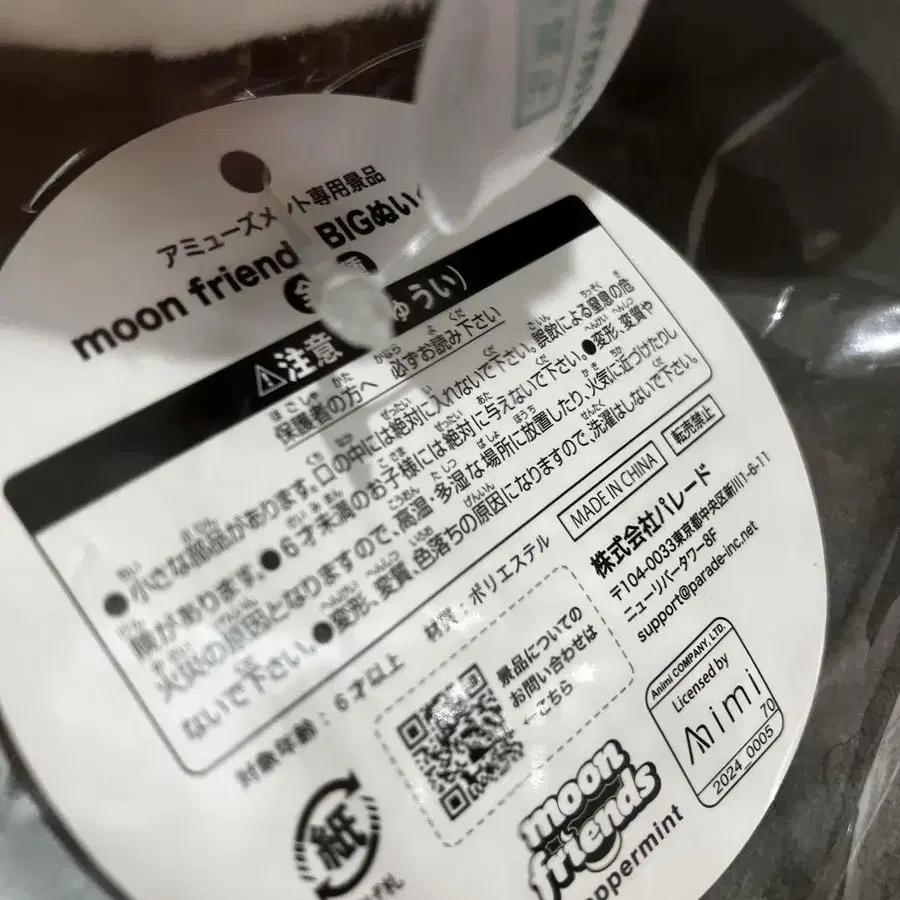 アミューズメント専用景品
moon friend BIGぬい
⚠注意 ゅうい)
保護者の方へ 必ずお読み下さい
●小さな部品があります。口の中には絶対に入れないで下さい。誤飲による窒息の危
険があります。●6才未満のお子様には絶対に与えないで下さい。●変形、変質や
火災の原因となりますので、高温・多湿な場所に放置したり、火気に近づけたりし
ないで下さい。●変形、変質、色落ちの原因になりますので、洗濯はしないで下さい。
対象年齢：6才以上 材質：ポリエステル
MADE IN CHINA
転売禁止
株式会社パレード
〒104-0033東京都中央区新川1-6-11
ニューリバータワー8F
support@parade-inc.net
景品についての
お問い合わせは
←こちら
紙
札
moon
friends
ppermint
Animi COMPANY, LTD.
Licensed by
Animi
70
2024_0005
禁止